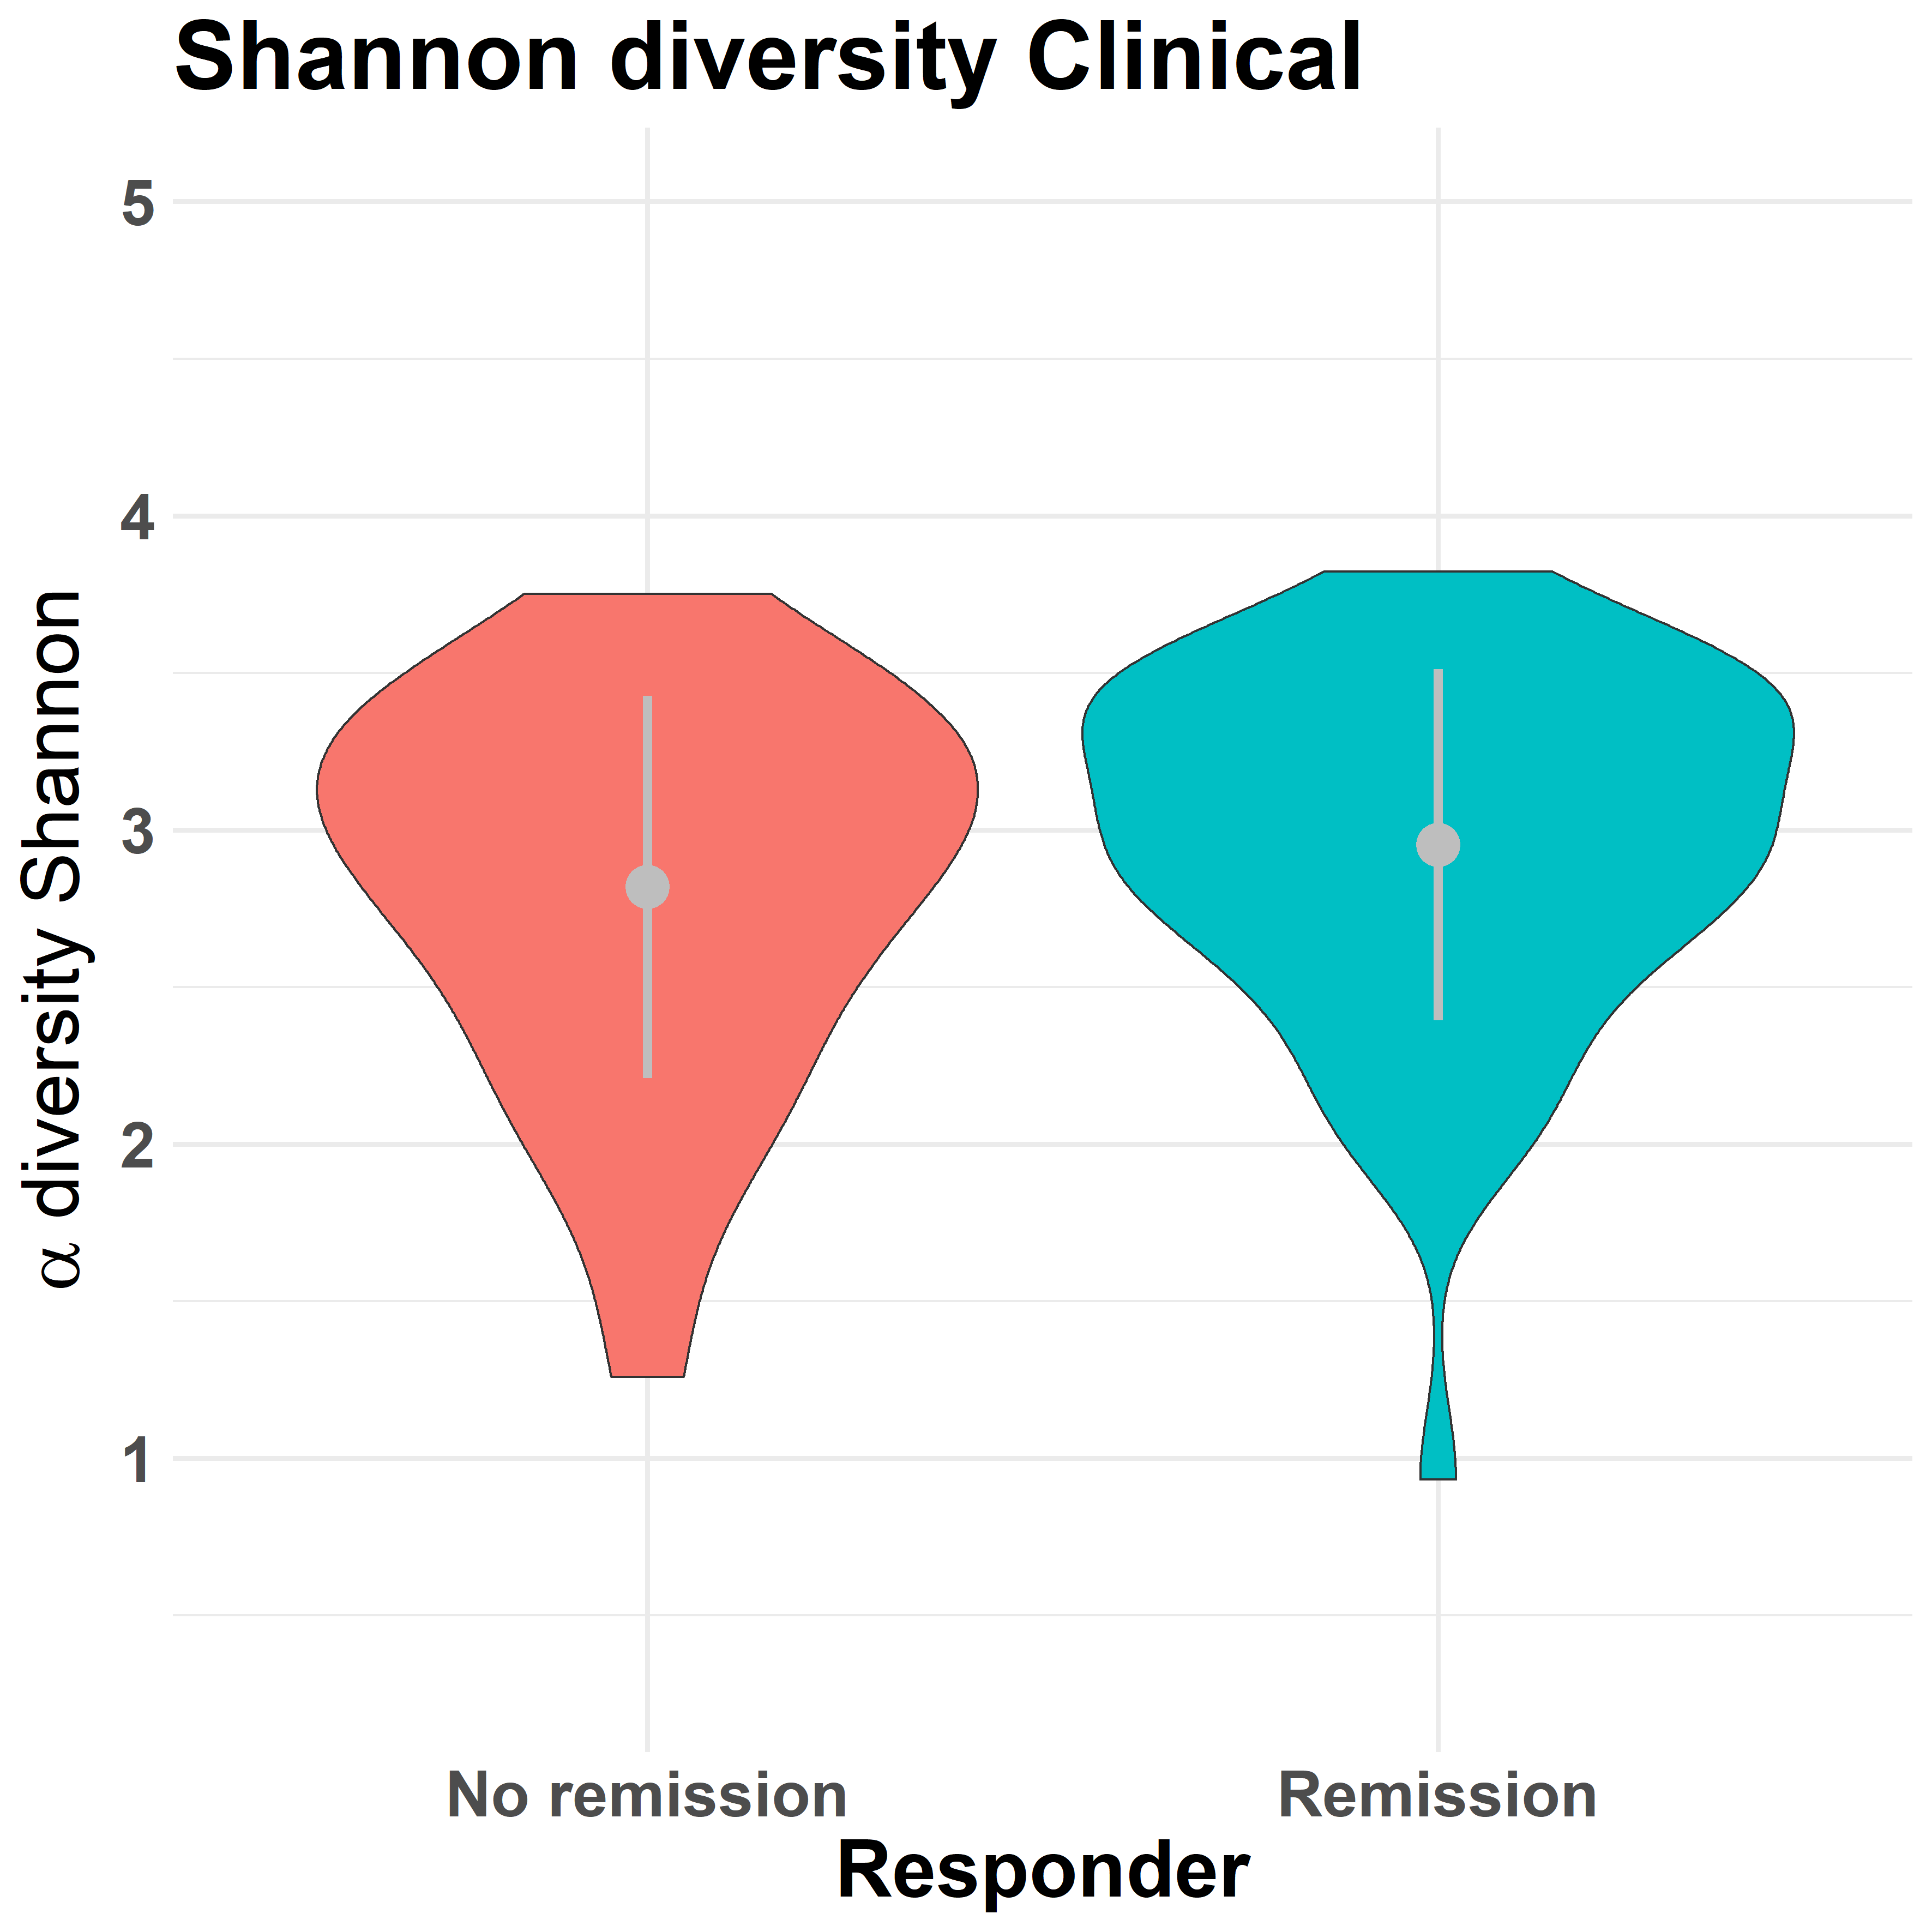 Shannon diversity Clinical
α diversity Shannon
5
4
3
2
1
No remission
Remission
Responder